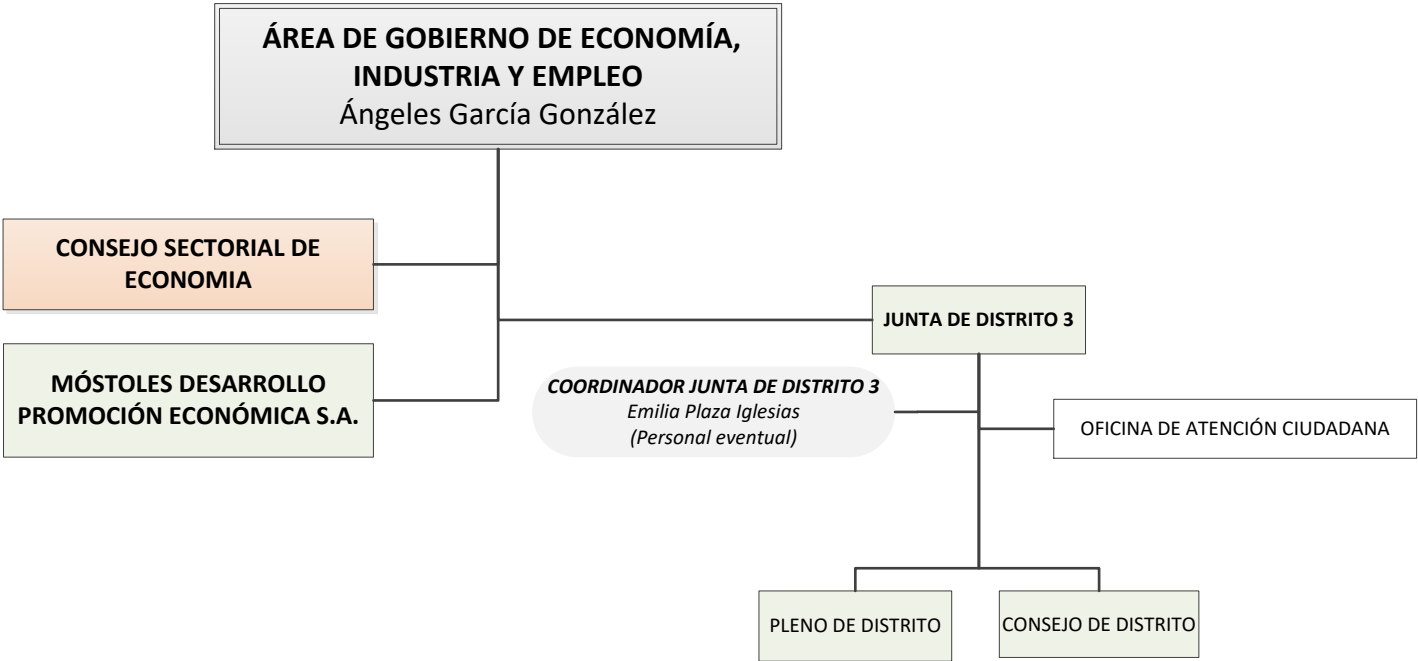 ÁREA DE GOBIERNO DE ECONOMÍA,
INDUSTRIA Y EMPLEO
Ángeles García González
CONSEJO SECTORIAL DE
ECONOMIA
JUNTA DE DISTRITO 3
MÓSTOLES DESARROLLO
PROMOCIÓN ECONÓMICA S.A.
COORDINADOR JUNTA DE DISTRITO 3
Emilia Plaza Iglesias
(Personal eventual)
OFICINA DE ATENCIÓN CIUDADANA
PLENO DE DISTRITO
CONSEJO DE DISTRITO